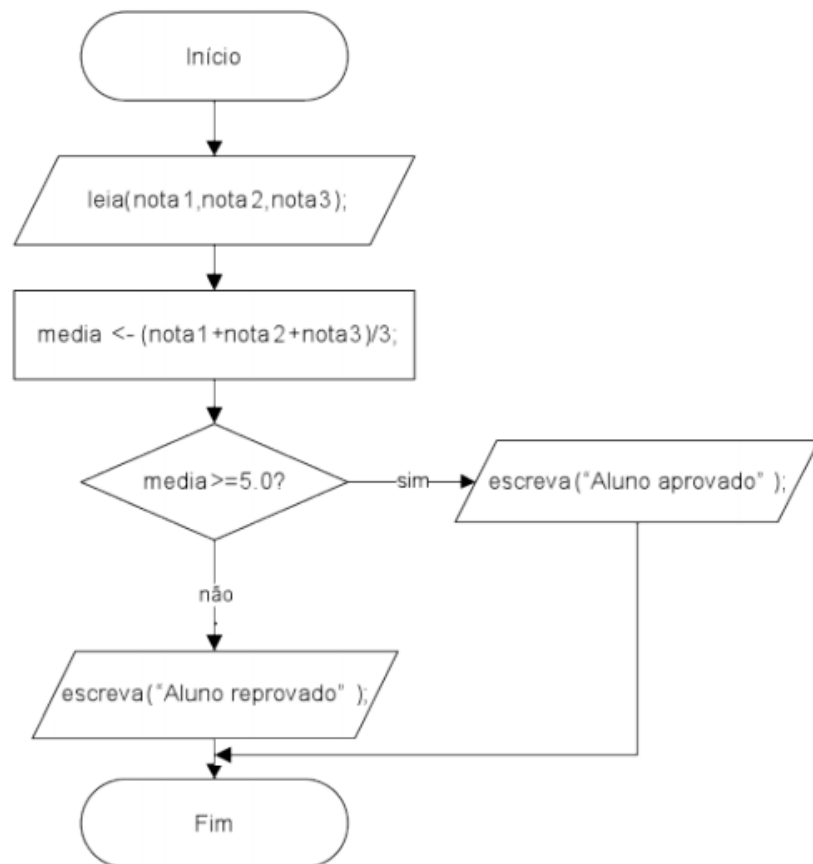 Início
leia(nota1,nota2,nota3);
media <- (nota1+nota2+nota3)/3;
media>=5.0?
sim
escreva("Aluno aprovado" );
não
escreva("Aluno reprovado" );
Fim